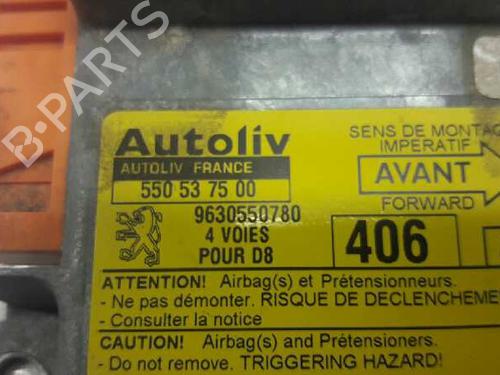 B-PARTS
Autoliv
AUTOLIV FRANCE
550 53 75 00
9630550780
4 VOIES
POUR D8
SENS DE MONTA
IMPERATIF
AVANT
FORWARD
406
ATTENTION! Airbag(s) et Prétensionneurs.
- Ne pas démonter. RISQUE DE DECLENCHEME
- Consulter la notice
CAUTION! Airbag(s) and Pretensioners.
- Do not remove. TRIGGERING HAZARD!